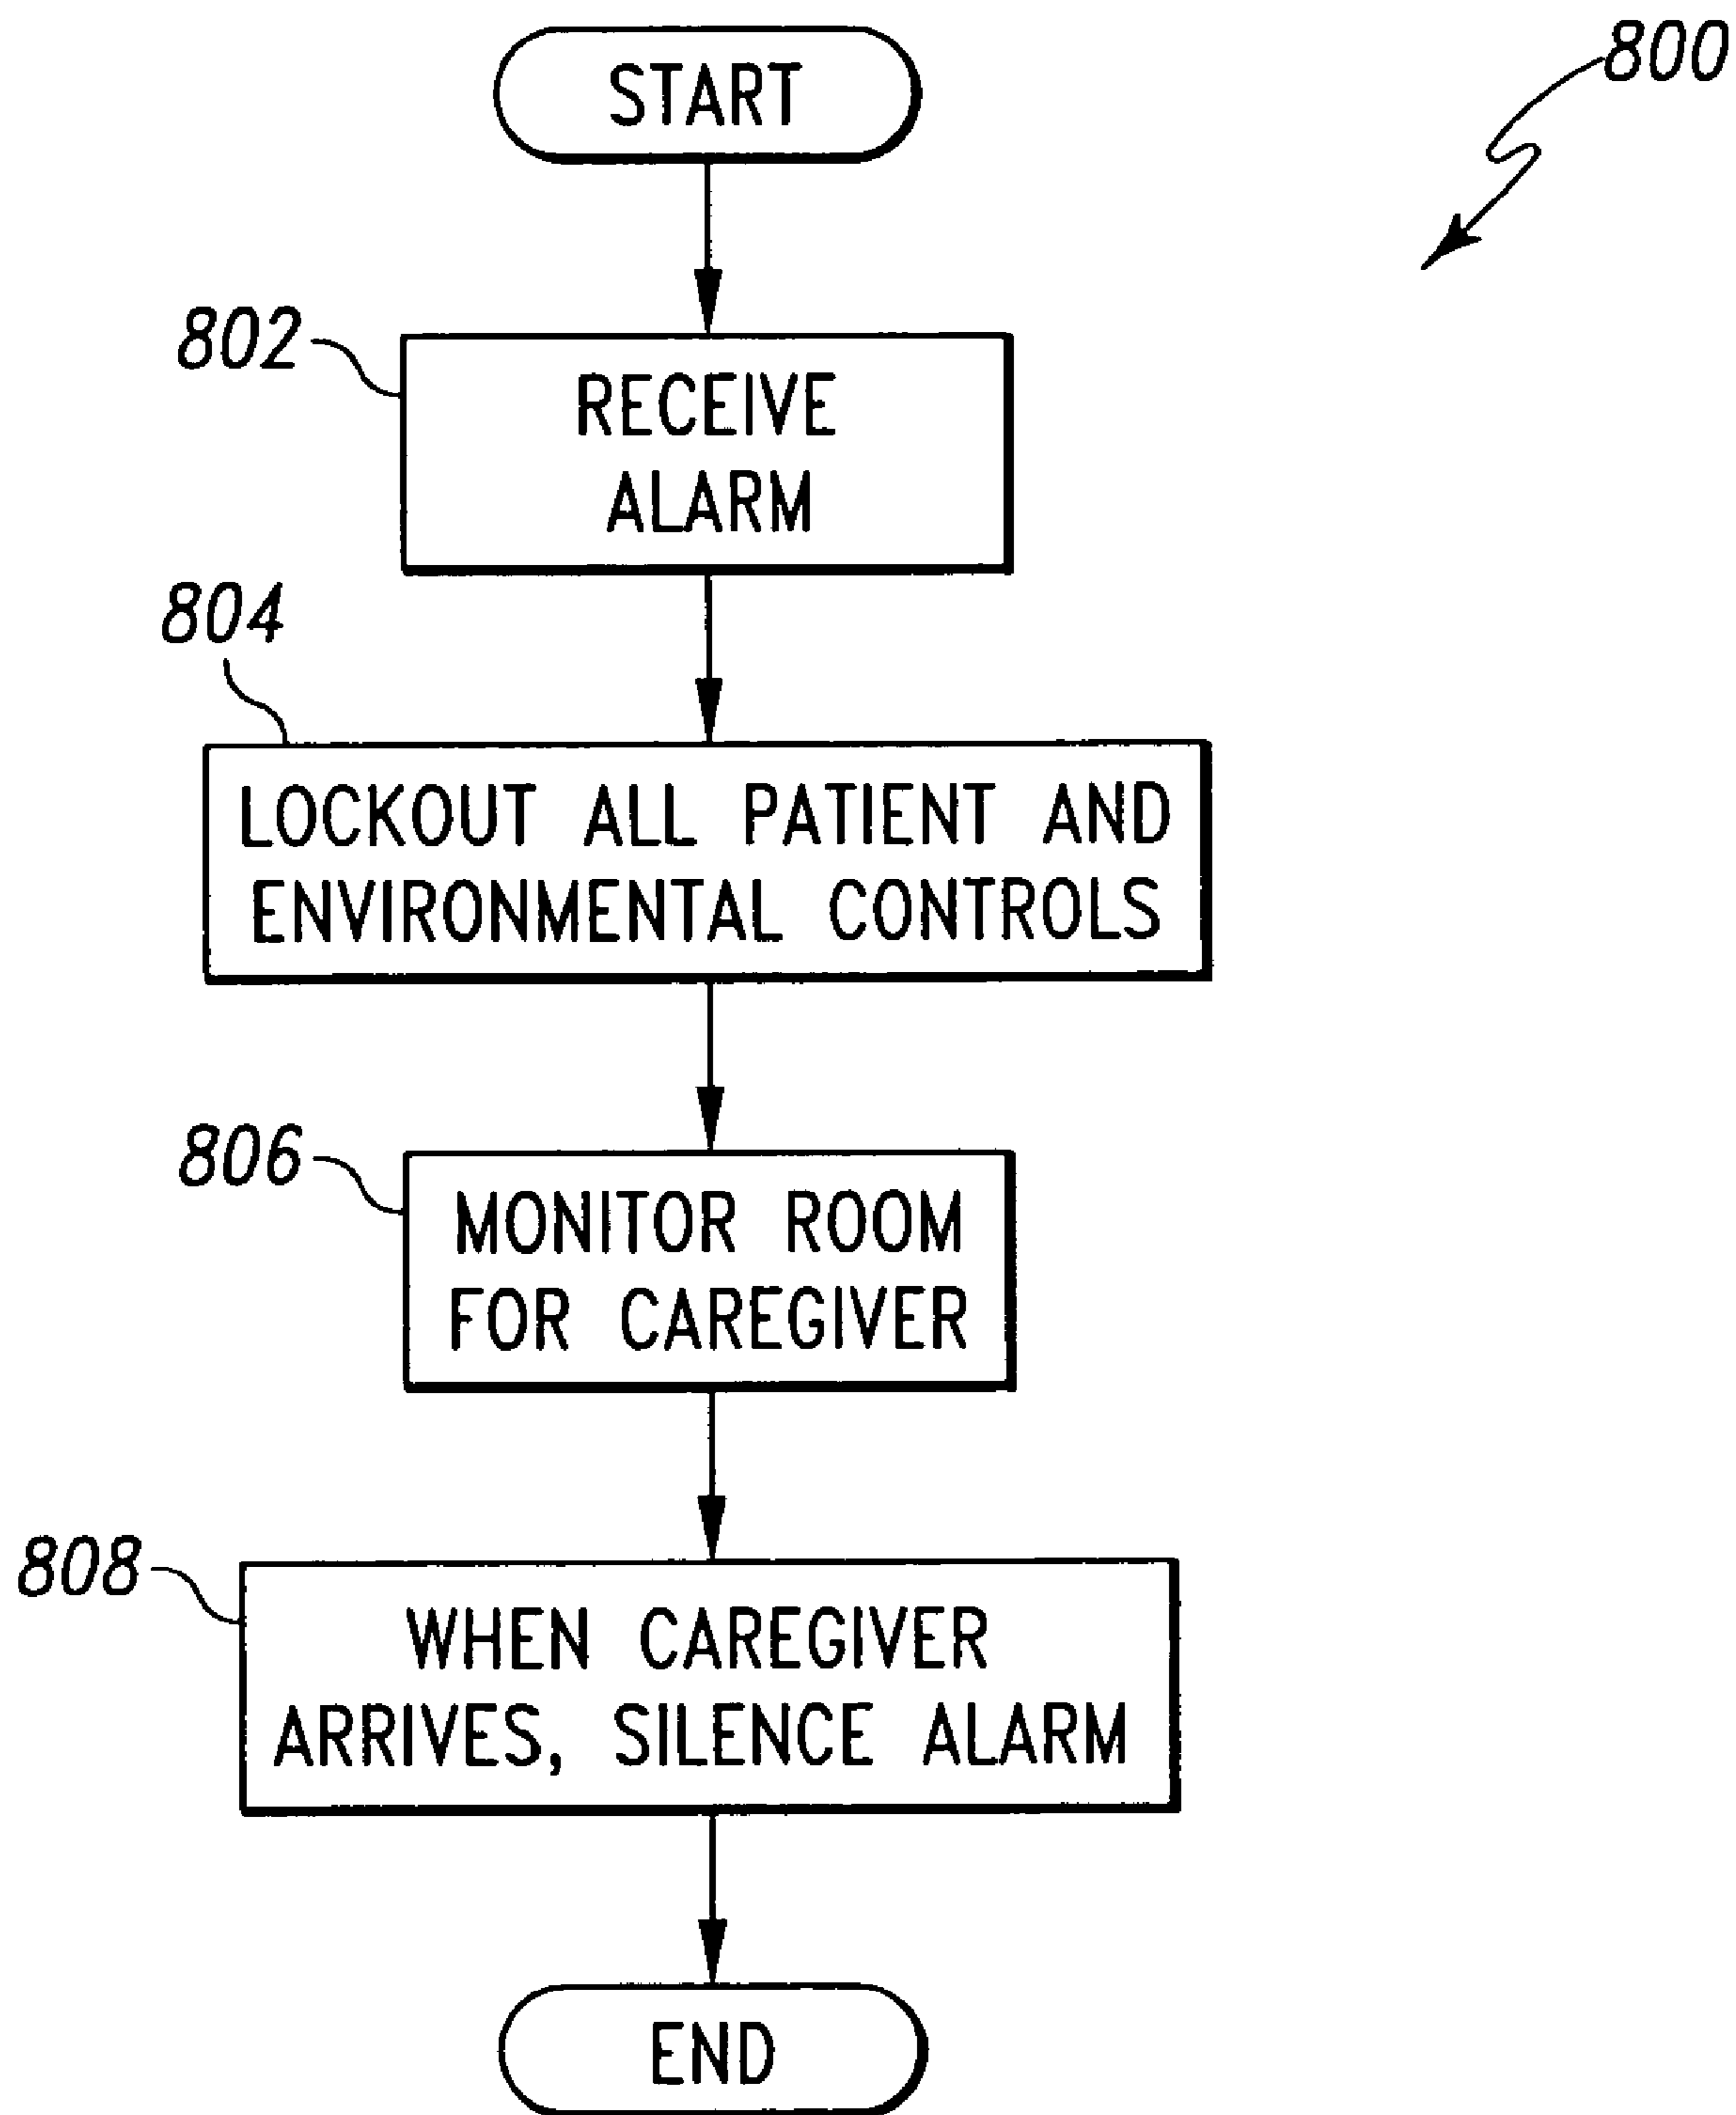 START
800
802
RECEIVE
ALARM
804
LOCKOUT ALL PATIENT AND
ENVIRONMENTAL CONTROLS
806
MONITOR ROOM
FOR CAREGIVER
808
WHEN CAREGIVER
ARRIVES, SILENCE ALARM
END